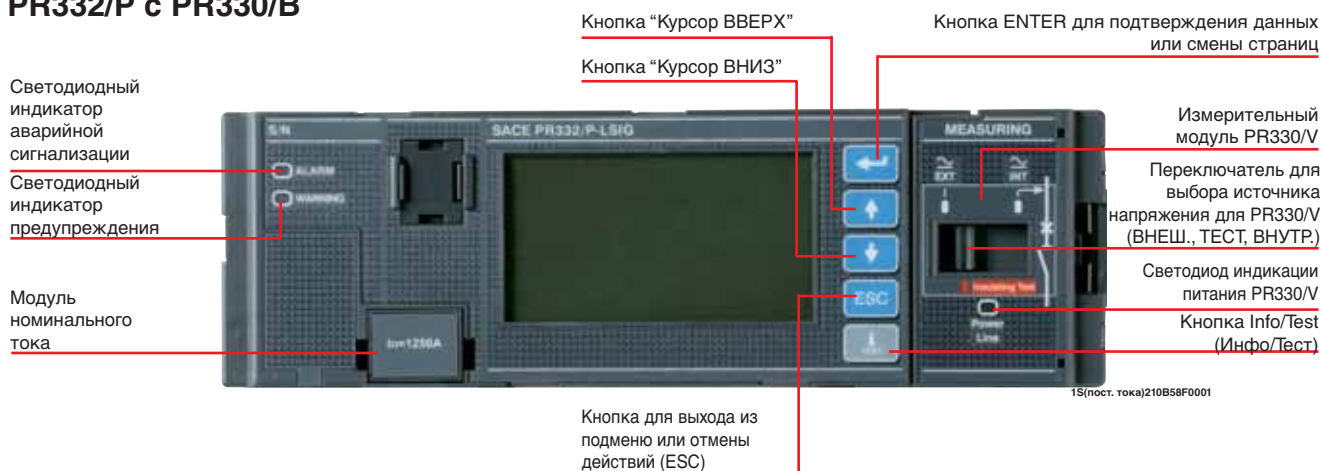 PR332/P с PR330/B
Кнопка “Курсор ВВЕРХ”
Кнопка “Курсор ВНИЗ”
Кнопка ENTER для подтверждения данных
или смены страниц
Светодиодный
индикатор
аварийной
сигнализации
Светодиодный
индикатор
предупреждения
Модуль
номинального
тока
S/N
ALARM
WARNING
In=1250A
SACE PR332/P-LSIG
ESC
MEASURING
EXT
INT
Insulating Test
Power
Line
Измерительный
модуль PR330/V
Переключатель для
выбора источника
напряжения для PR330/V
(ВНЕШ., ТЕСТ, ВНУТР.)
Светодиод индикации
питания PR330/V
Кнопка Info/Test
(Инфо/Тест)
1S(пост. тока)210B58F0001
Кнопка для выхода из
подменю или отмены
действий (ESC)